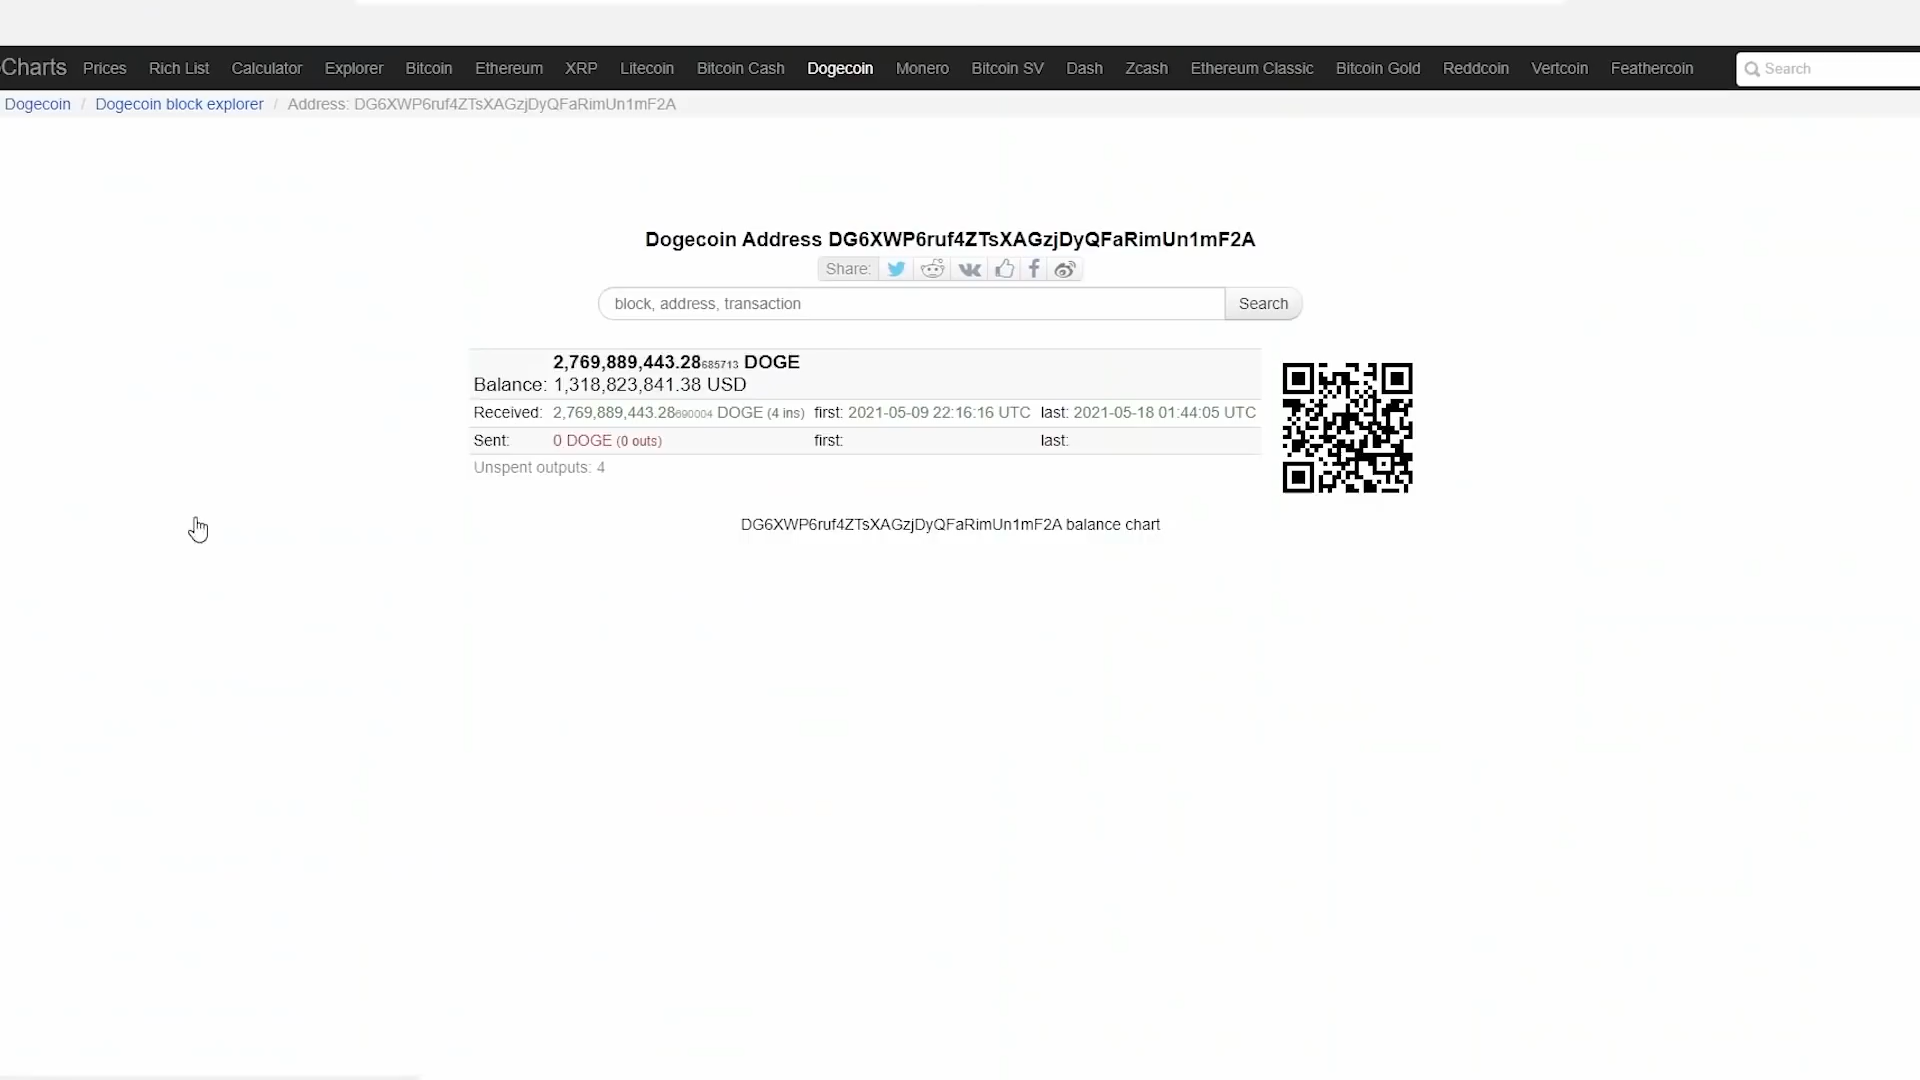 Charts Prices Rich List Calculator Explorer Bitcoin Ethereum XRP Litecoin Bitcoin Cash Dogecoin Monero Bitcoin SV Dash Zcash Ethereum Classic Bitcoin Gold Reddcoin Vertcoin Feathercoin Search
Dogecoin / Dogecoin block explorer / Address: DG6XWP6ruf4ZTsXAGzjDyQFaRimUn1mF2A
Dogecoin Address DG6XWP6ruf4ZTsXAGzjDyQFaRimUn1mF2A
Share:
block, address, transaction Search
2,769,889,443.28685713 DOGE
Balance: 1,318,823,841.38 USD
Received: 2,769,889,443.28690004 DOGE (4 ins) first: 2021-05-09 22:16:16 UTC last: 2021-05-18 01:44:05 UTC
Sent: 0 DOGE (0 outs) first: last:
Unspent outputs: 4
DG6XWP6ruf4ZTsXAGzjDyQFaRimUn1mF2A balance chart